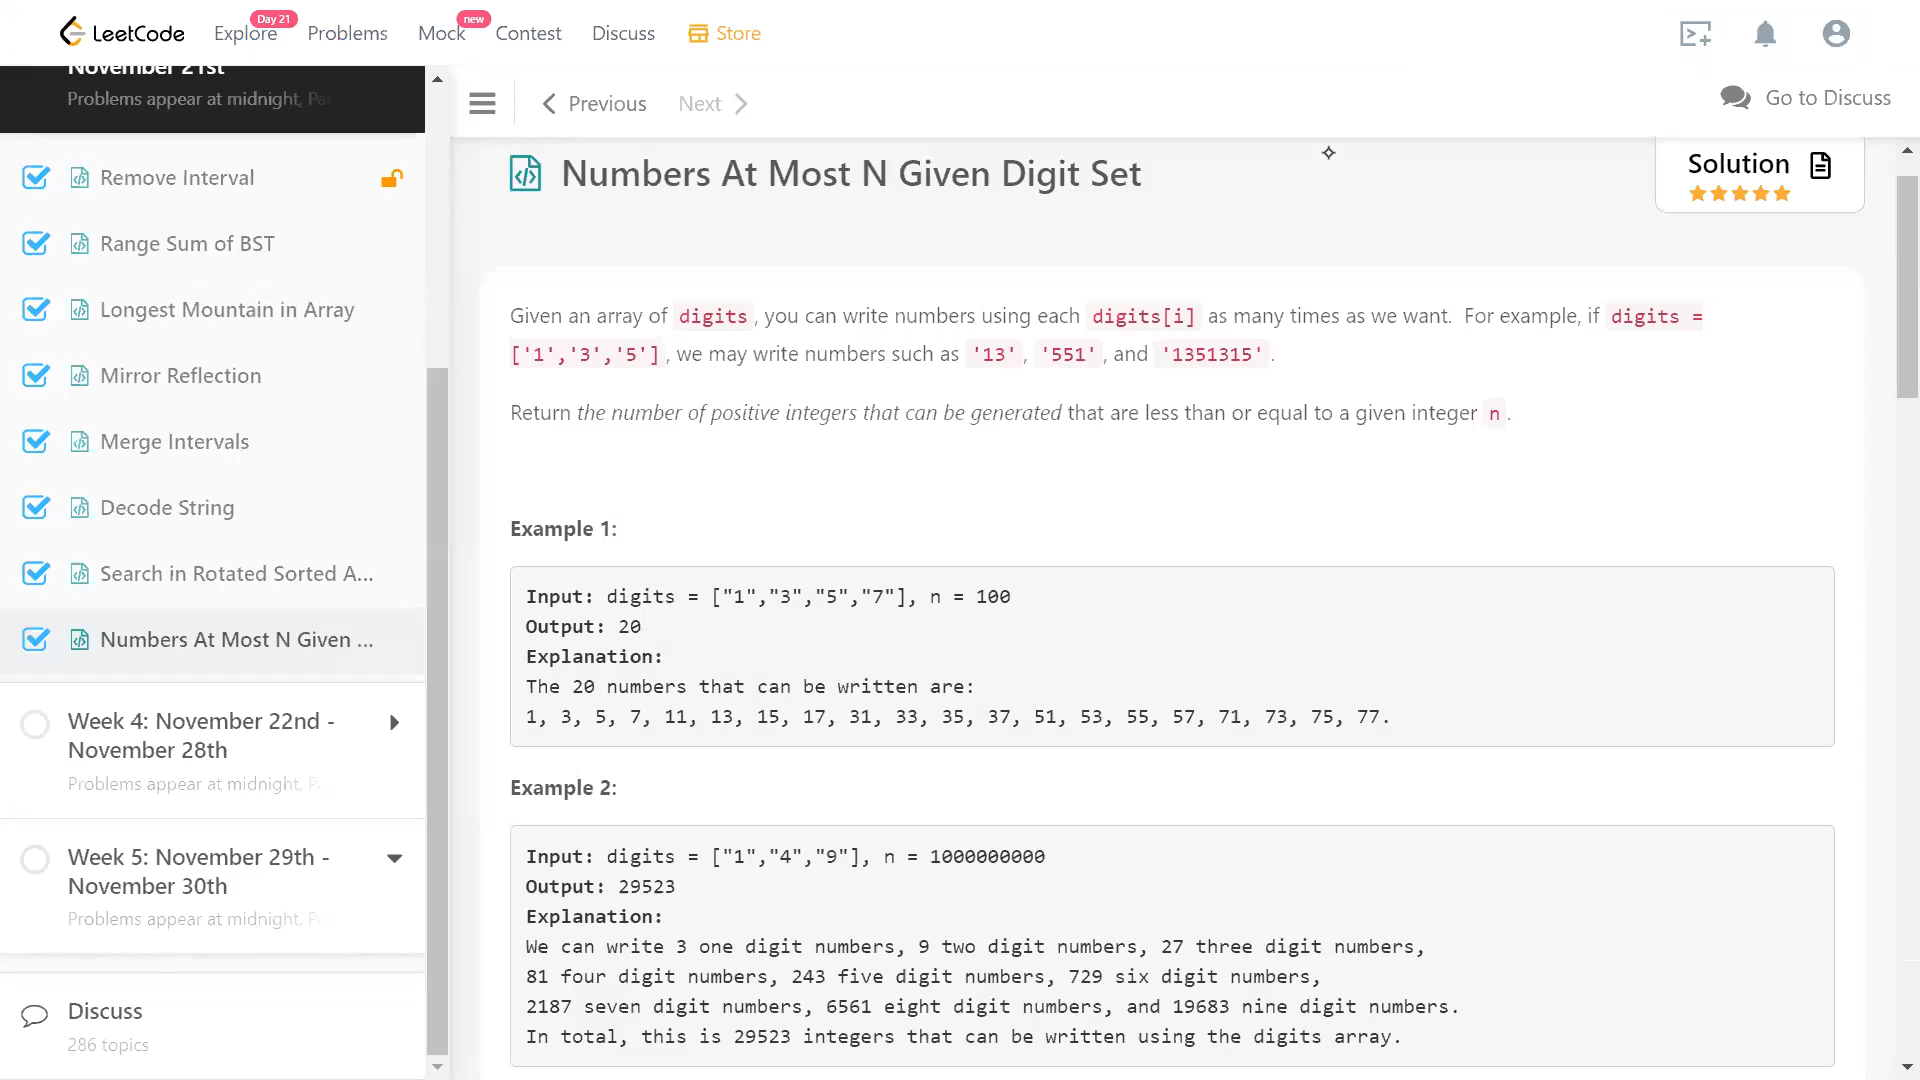 LeetCode
Explore
Day 21
Problems
Mock
new
Contest
Discuss
Store
November 21st
Problems appear at midnight,
Remove Interval
Range Sum of BST
Longest Mountain in Array
Mirror Reflection
Merge Intervals
Decode String
Search in Rotated Sorted A...
Numbers At Most N Given ...
Week 4: November 22nd -
November 28th
Problems appear at midnight,
Week 5: November 29th -
November 30th
Problems appear at midnight,
Discuss
286 topics
Previous
Next
Go to Discuss
Numbers At Most N Given Digit Set
Solution
Given an array of digits, you can write numbers using each digits[i] as many times as we want. For example, if digits =
['1','3','5'], we may write numbers such as '13', '551', and '1351315'.
Return the number of positive integers that can be generated that are less than or equal to a given integer n.
Example 1:
Input: digits = ["1","3","5","7"], n = 100
Output: 20
Explanation:
The 20 numbers that can be written are:
1, 3, 5, 7, 11, 13, 15, 17, 31, 33, 35, 37, 51, 53, 55, 57, 71, 73, 75, 77.
Example 2:
Input: digits = ["1","4","9"], n = 1000000000
Output: 29523
Explanation:
We can write 3 one digit numbers, 9 two digit numbers, 27 three digit numbers,
81 four digit numbers, 243 five digit numbers, 729 six digit numbers,
2187 seven digit numbers, 6561 eight digit numbers, and 19683 nine digit numbers.
In total, this is 29523 integers that can be written using the digits array.